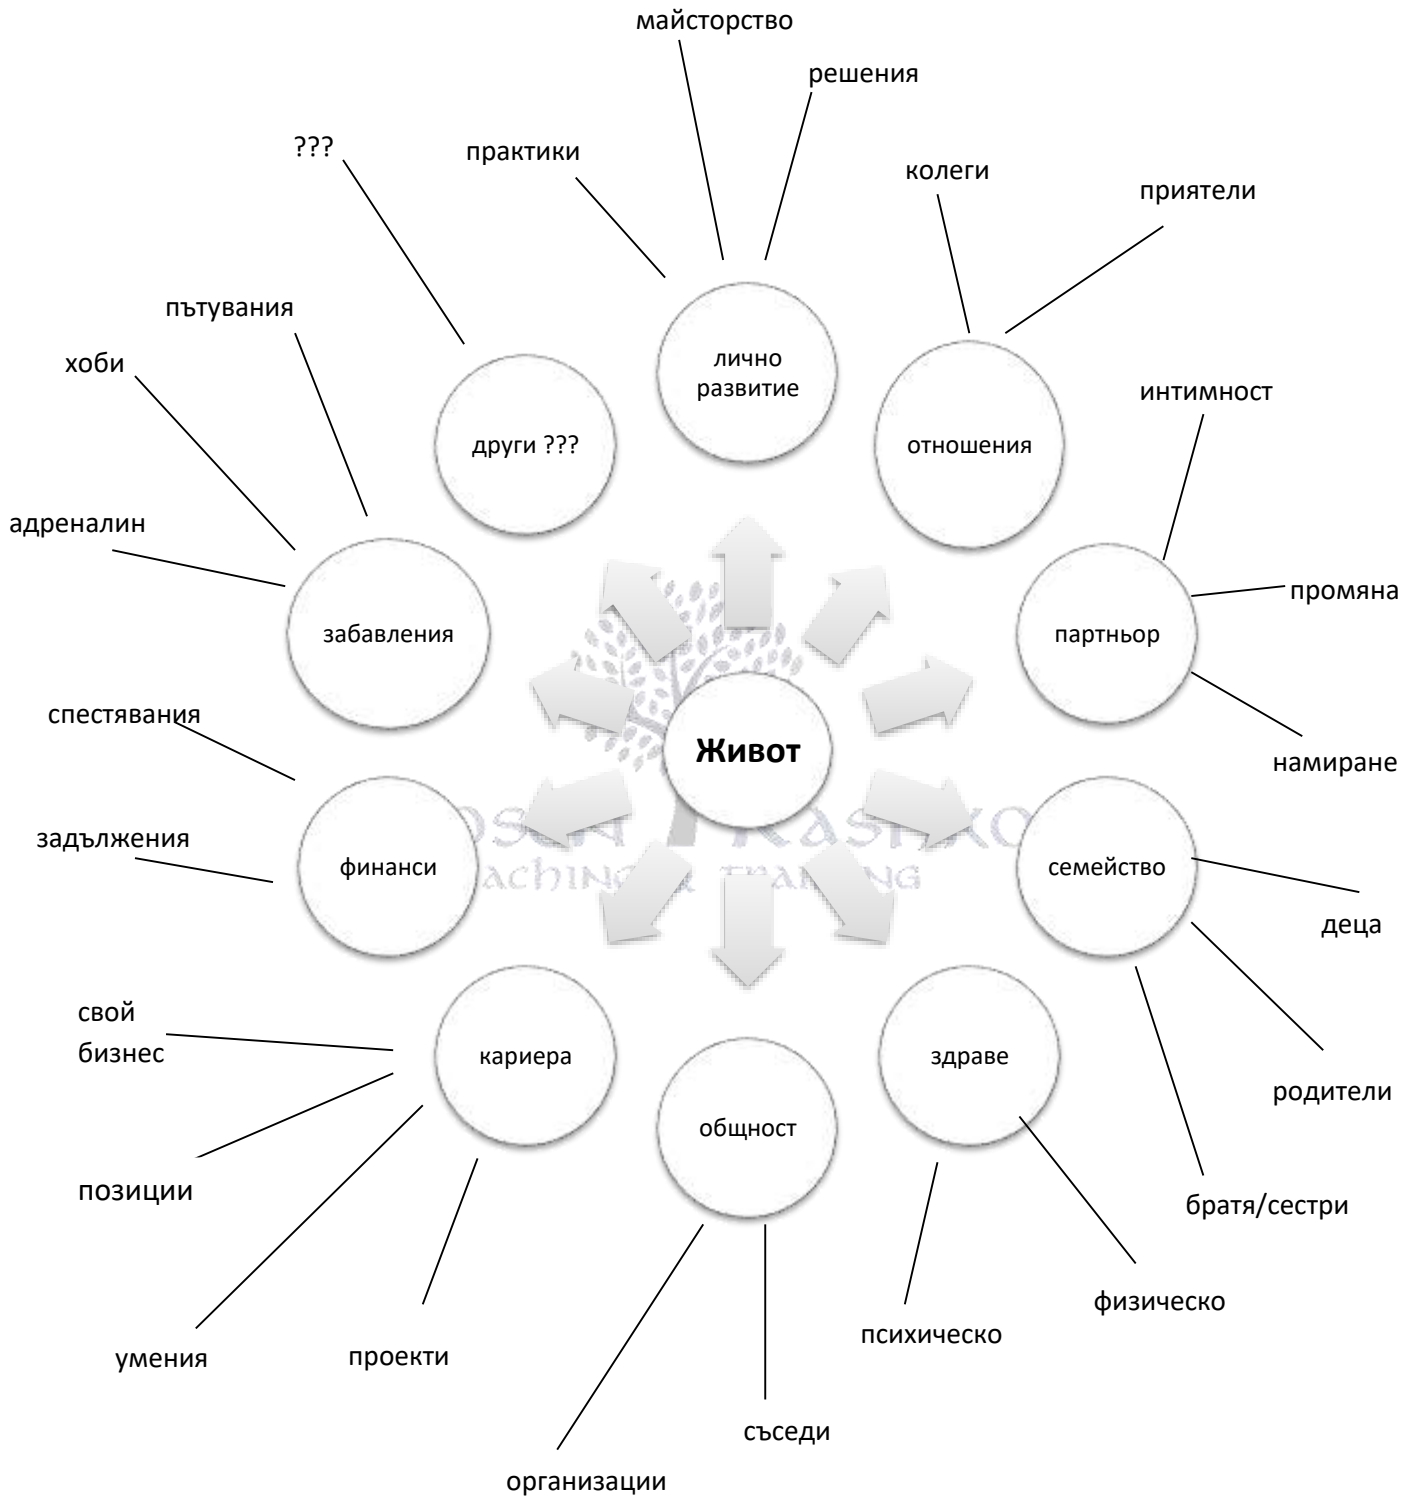 майсторство
решения
???
практики
колеги
приятели
пътувания
хоби
лично
развитие
интимност
други ???
отношения
адреналин
промяна
забавления
партньор
спестявания
Живот
намиране
задължения
финанси
семейство
деца
свой
бизнес
кариера
здраве
родители
общност
позиции
братя/сестри
физическо
психическо
умения
проекти
съседи
организации